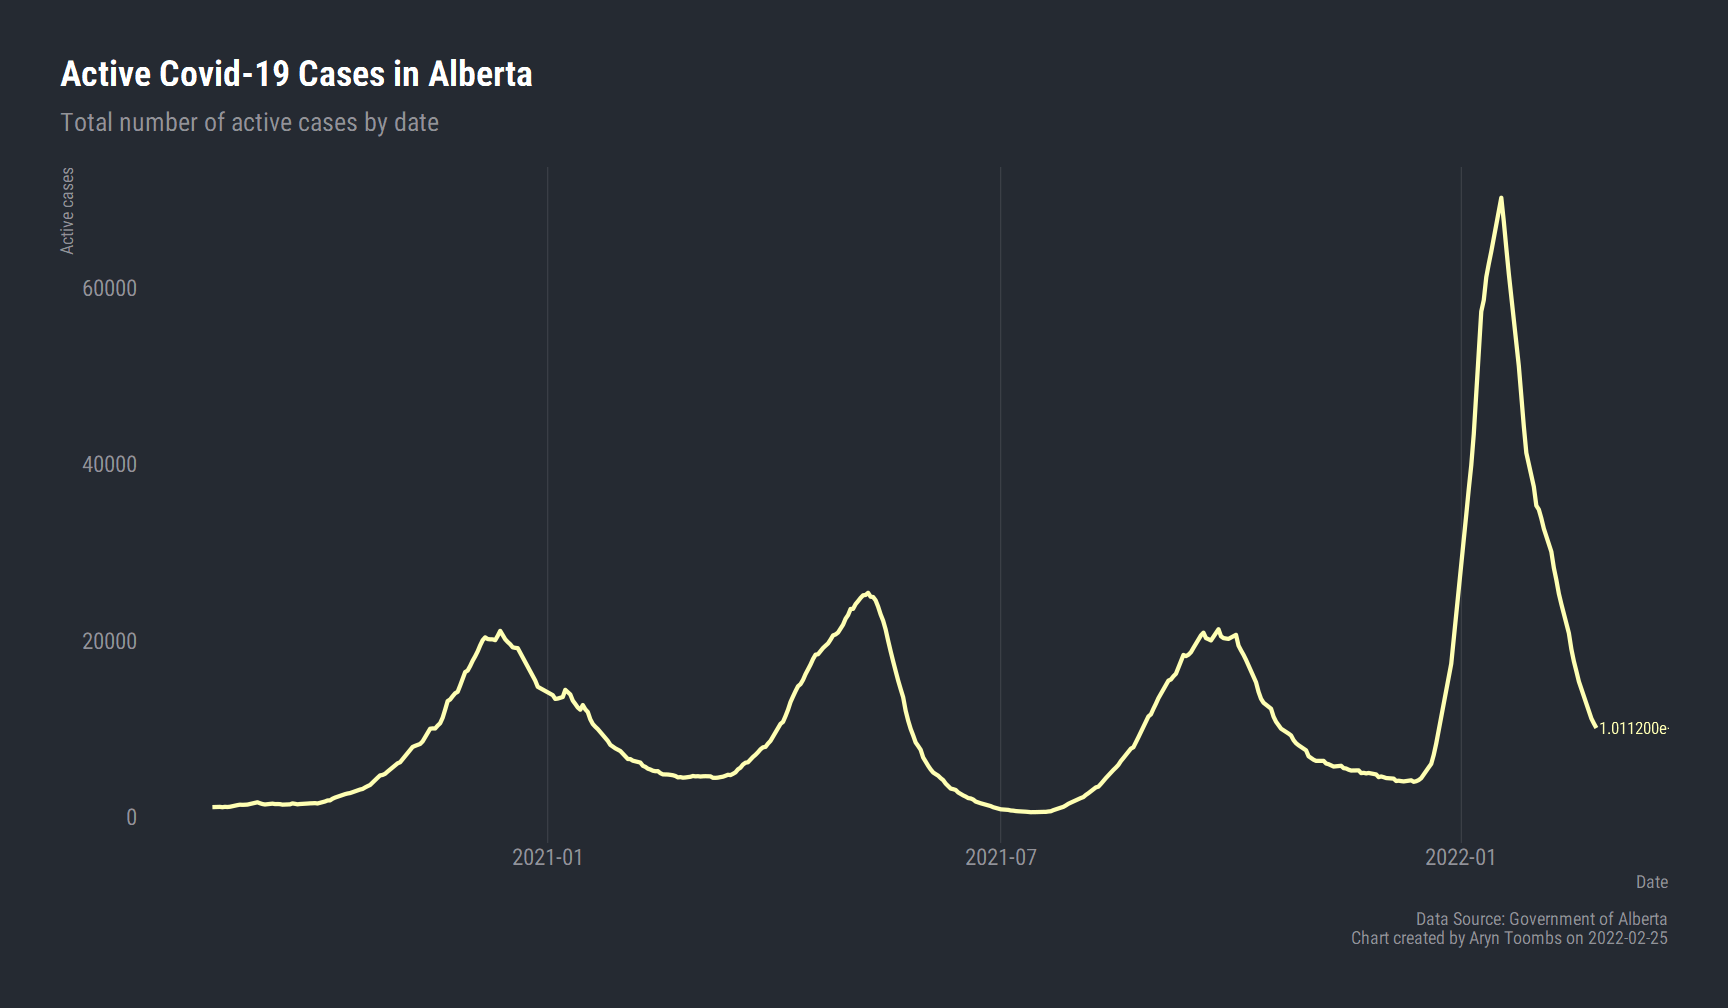 Active Covid-19 Cases in Alberta
Total number of active cases by date
Active cases
60000
40000
20000
0
1.011200e
2021-01
2021-07
2022-01
Date
Data Source: Government of Alberta
Chart created by Aryn Toombs on 2022-02-25